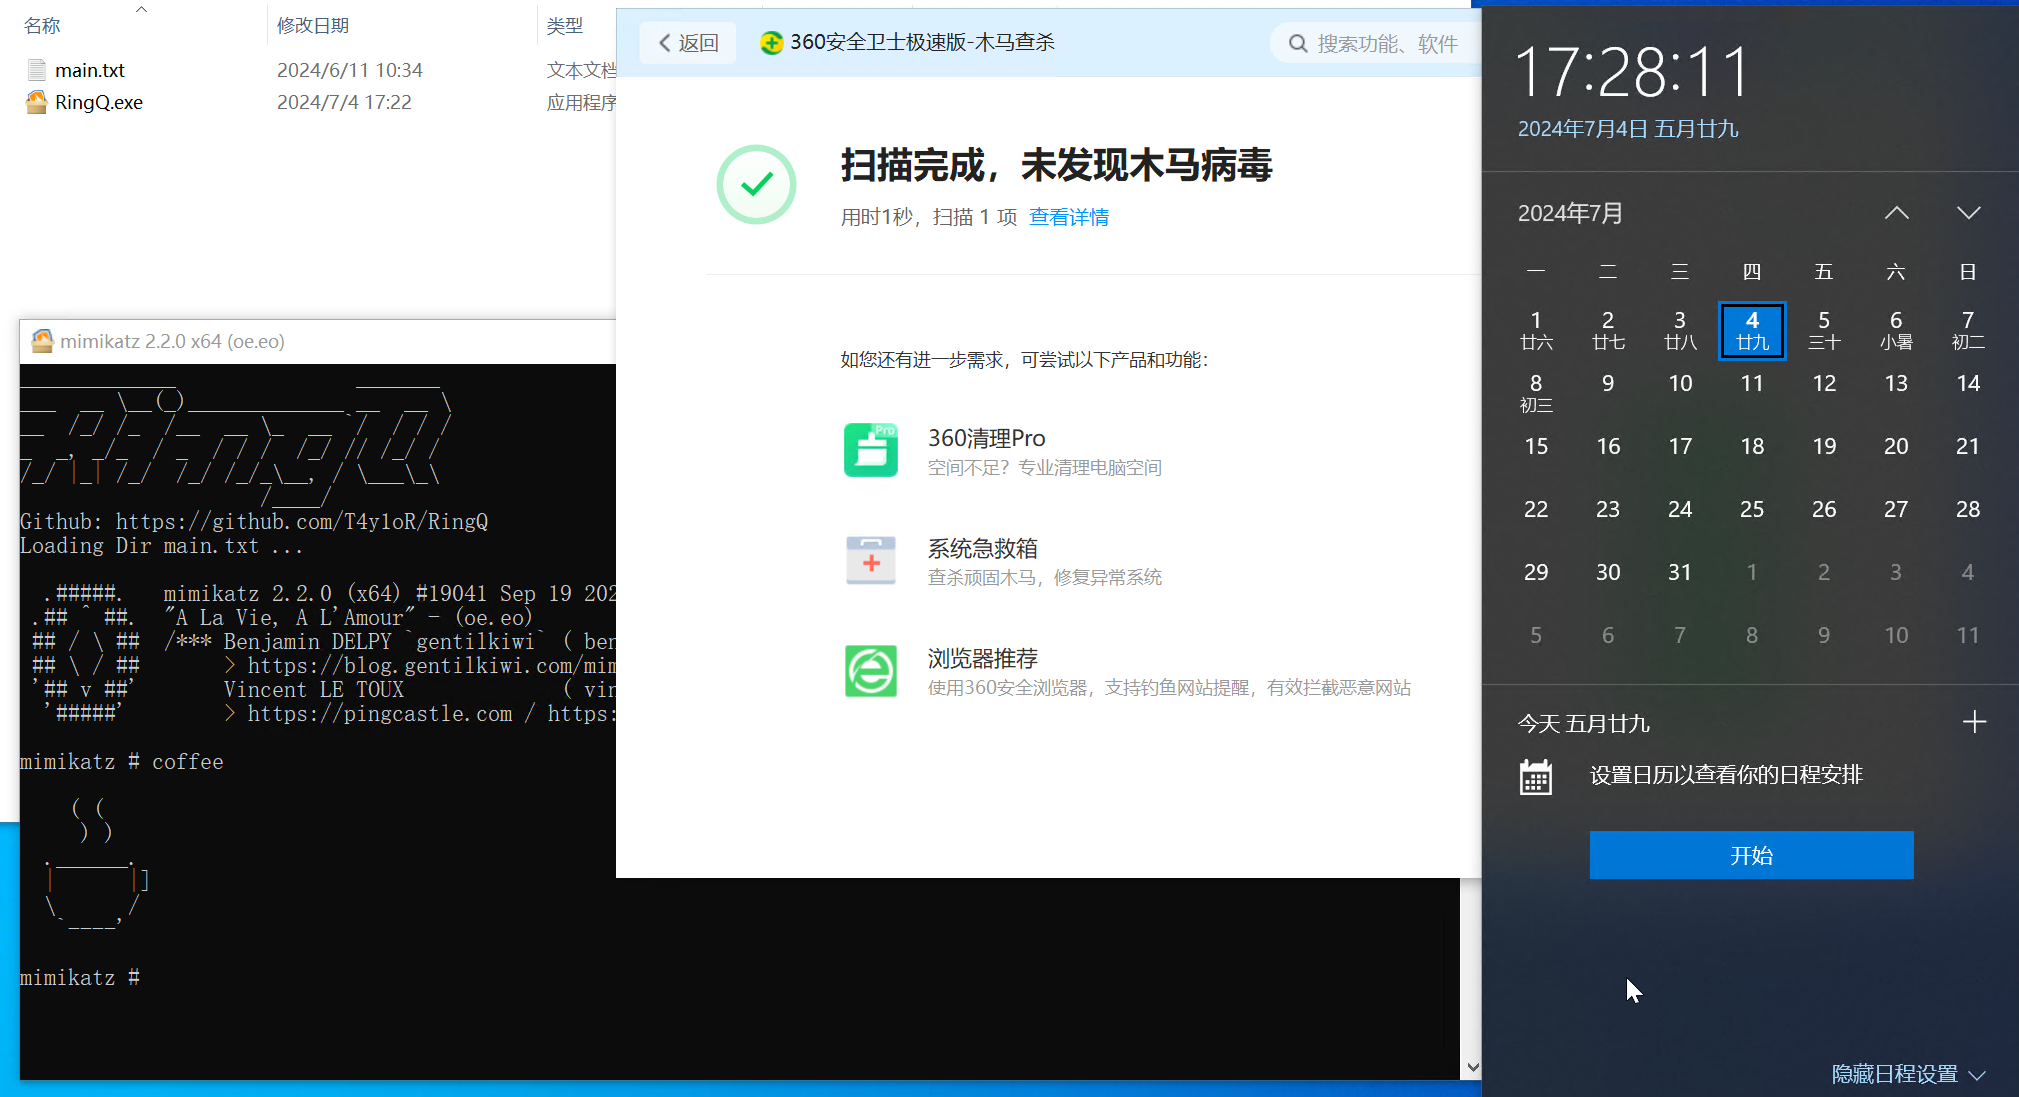 名称 修改日期 类型
main.txt 2024/6/11 10:34 文本文档
RingQ.exe 2024/7/4 17:22 应用程序
mimikatz 2.2.0 x64 (oe.eo)
Github: https://github.com/T4y1oR/RingQ
Loading Dir main.txt ...
.#####. mimikatz 2.2.0 (x64) #19041 Sep 19 202
.## ^ ##. "A La Vie, A L'Amour" - (oe.eo)
## / \ ## /*** Benjamin DELPY `gentilkiwi` ( ben
## \ / ## > https://blog.gentilkiwi.com/mim
'## v ##' Vincent LE TOUX ( vin
'#####' > https://pingcastle.com / https:
mimikatz # coffee
mimikatz #
返回 360安全卫士极速版-木马查杀 搜索功能、软件
扫描完成，未发现木马病毒
用时1秒，扫描 1 项 查看详情
如您还有进一步需求，可尝试以下产品和功能：
Pro
360清理Pro
空间不足？专业清理电脑空间
系统急救箱
查杀顽固木马，修复异常系统
浏览器推荐
使用360安全浏览器，支持钓鱼网站提醒，有效拦截恶意网站
17:28:11
2024年7月4日 五月廿九
2024年7月
一 二 三 四 五 六 日
1 2 3 4 5 6 7
廿六 廿七 廿八 廿九 三十 小暑 初二
8 9 10 11 12 13 14
初三
15 16 17 18 19 20 21
22 23 24 25 26 27 28
29 30 31 1 2 3 4
5 6 7 8 9 10 11
今天 五月廿九
设置日历以查看你的日程安排
开始
隐藏日程设置